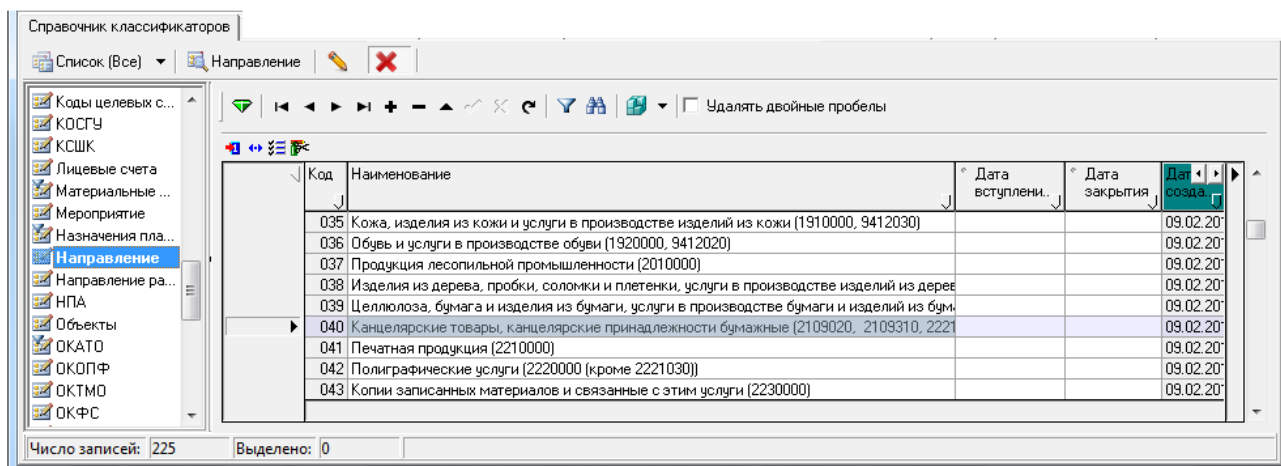 Справочник классификаторов
Список (Все) Направление
Коды целевых с...
КОСГУ
КСШК
Лицевые счета
Материальные ...
Мероприятие
Назначения пла...
Направление
Направление ра...
НПА
Объекты
ОКАТО
ОКОПФ
ОКТМО
ОКФС
Удалять двойные пробелы
Код Наименование Дата вступлени... Дата закрытия Дат созда...
035 Кожа, изделия из кожи и услуги в производстве изделий из кожи (1910000, 9412030) 09.02.20
036 Обувь и услуги в производстве обуви (1920000, 9412020) 09.02.20
037 Продукция лесопильной промышленности (2010000) 09.02.20
038 Изделия из дерева, пробки, соломки и плетенки, услуги в производстве изделий из дерев 09.02.20
039 Целлюлоза, бумага и изделия из бумаги, услуги в производстве бумаги и изделий из бум 09.02.20
040 Канцелярские товары, канцелярские принадлежности бумажные (2109020, 2109310, 2221 09.02.20
041 Печатная продукция (2210000) 09.02.20
042 Полиграфические услуги (2220000 (кроме 2221030)) 09.02.20
043 Копии записанных материалов и связанные с этим услуги (2230000) 09.02.20
Число записей: 225 Выделено: 0